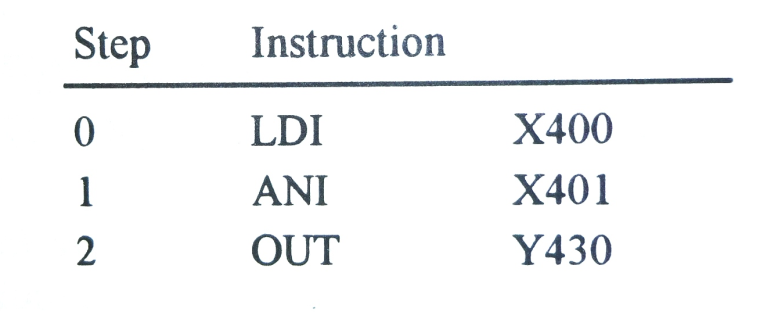 Step Instruction
0 LDI X400
1 ANI X401
2 OUT Y430